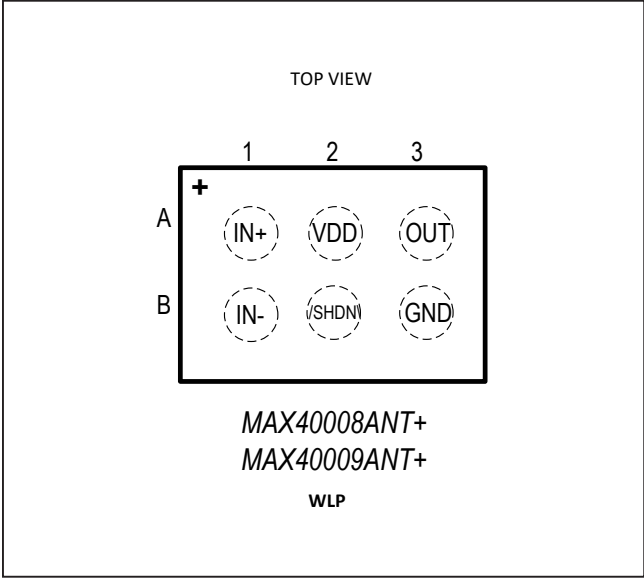 TOP VIEW
1 2 3
+
A IN+ VDD OUT
B IN- /SHDN\ GND
MAX40008ANT+
MAX40009ANT+
WLP